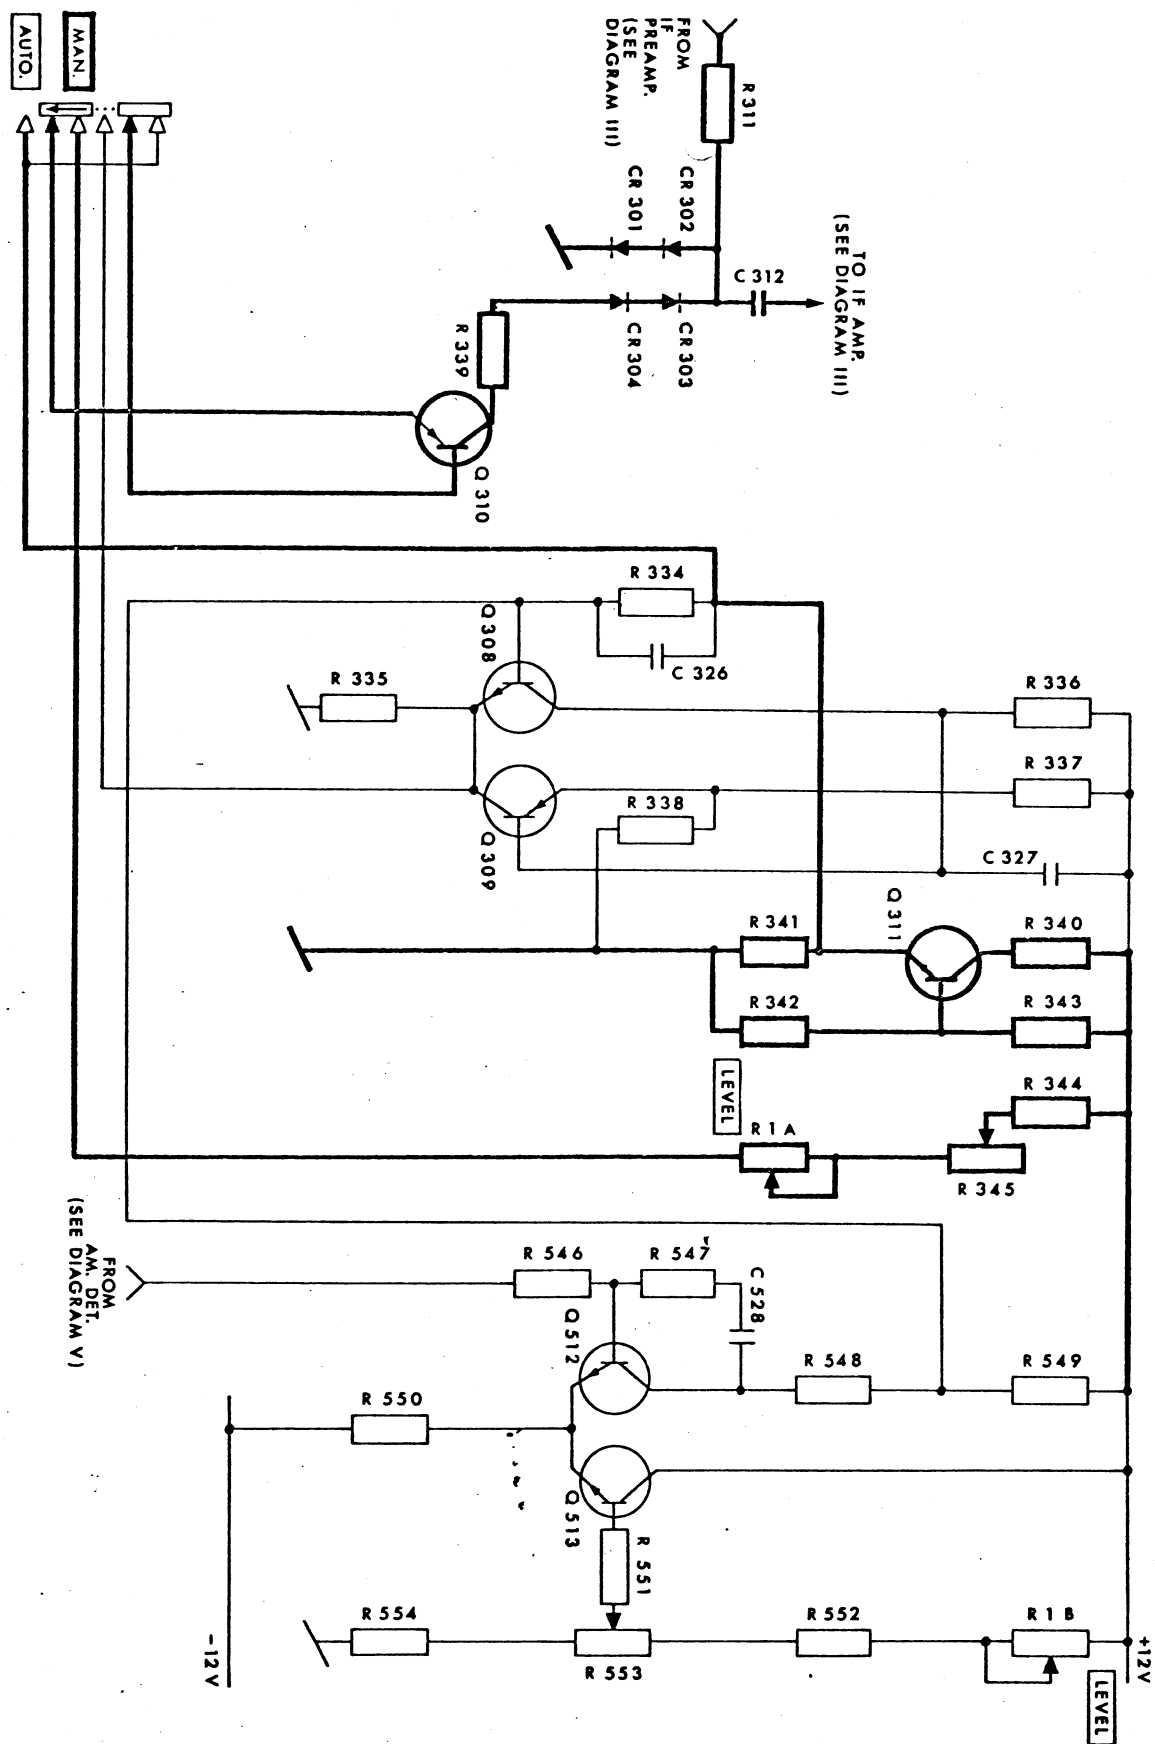 AUTO.
MAN.
FROM
IF
PREAMP.
(SEE
DIAGRAM III)
R 311
CR 301
CR 302
C 312
TO IF AMP.
(SEE DIAGRAM III)
CR 304
CR 303
R 339
Q 310
R 334
C 326
Q 308
R 335
R 336
R 337
R 338
Q 309
C 327
Q 311
R 341
R 340
R 342
R 343
LEVEL
R 344
R 1 A
R 345
FROM
AM. DET.
(SEE DIAGRAM V)
R 546
R 547
C 528
Q 512
R 548
R 549
R 550
Q 513
R 551
R 554
R 553
R 552
R 1 B
-12V
+12V
LEVEL